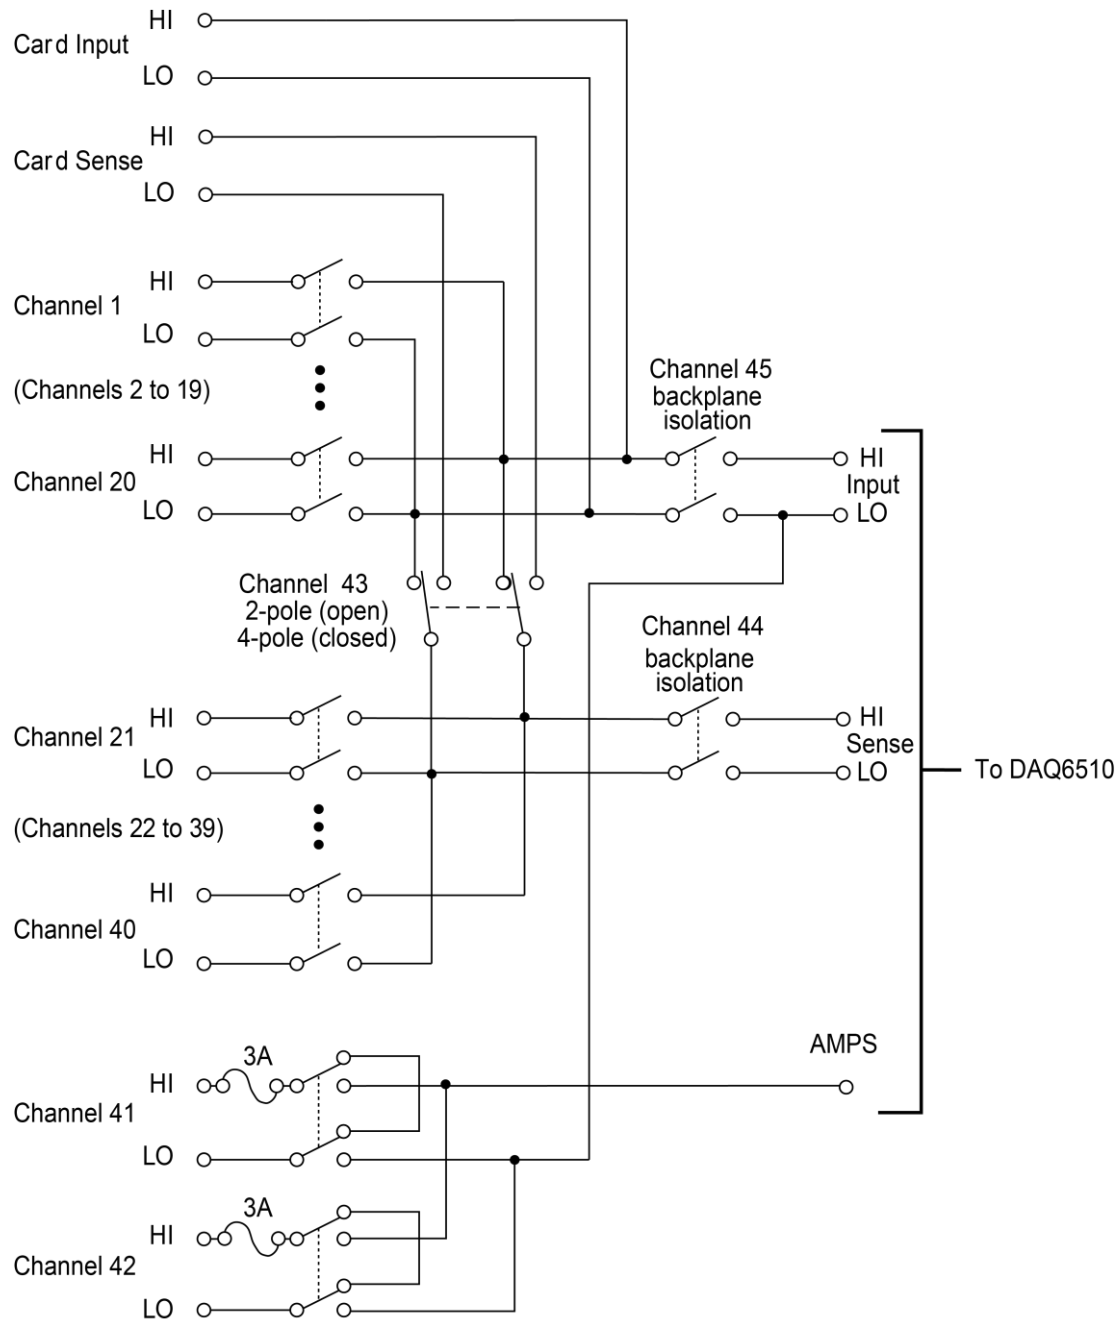 HI
Card Input
LO
HI
Card Sense
LO
HI
Channel 1
LO
(Channels 2 to 19)
HI
Channel 20
LO
Channel 45
backplane
isolation
HI
Input
LO
Channel 43
2-pole (open)
4-pole (closed)
Channel 44
backplane
isolation
HI
Channel 21
LO
HI
Sense
LO
To DAQ6510
(Channels 22 to 39)
HI
Channel 40
LO
AMPS
3A
HI
Channel 41
LO
3A
HI
Channel 42
LO